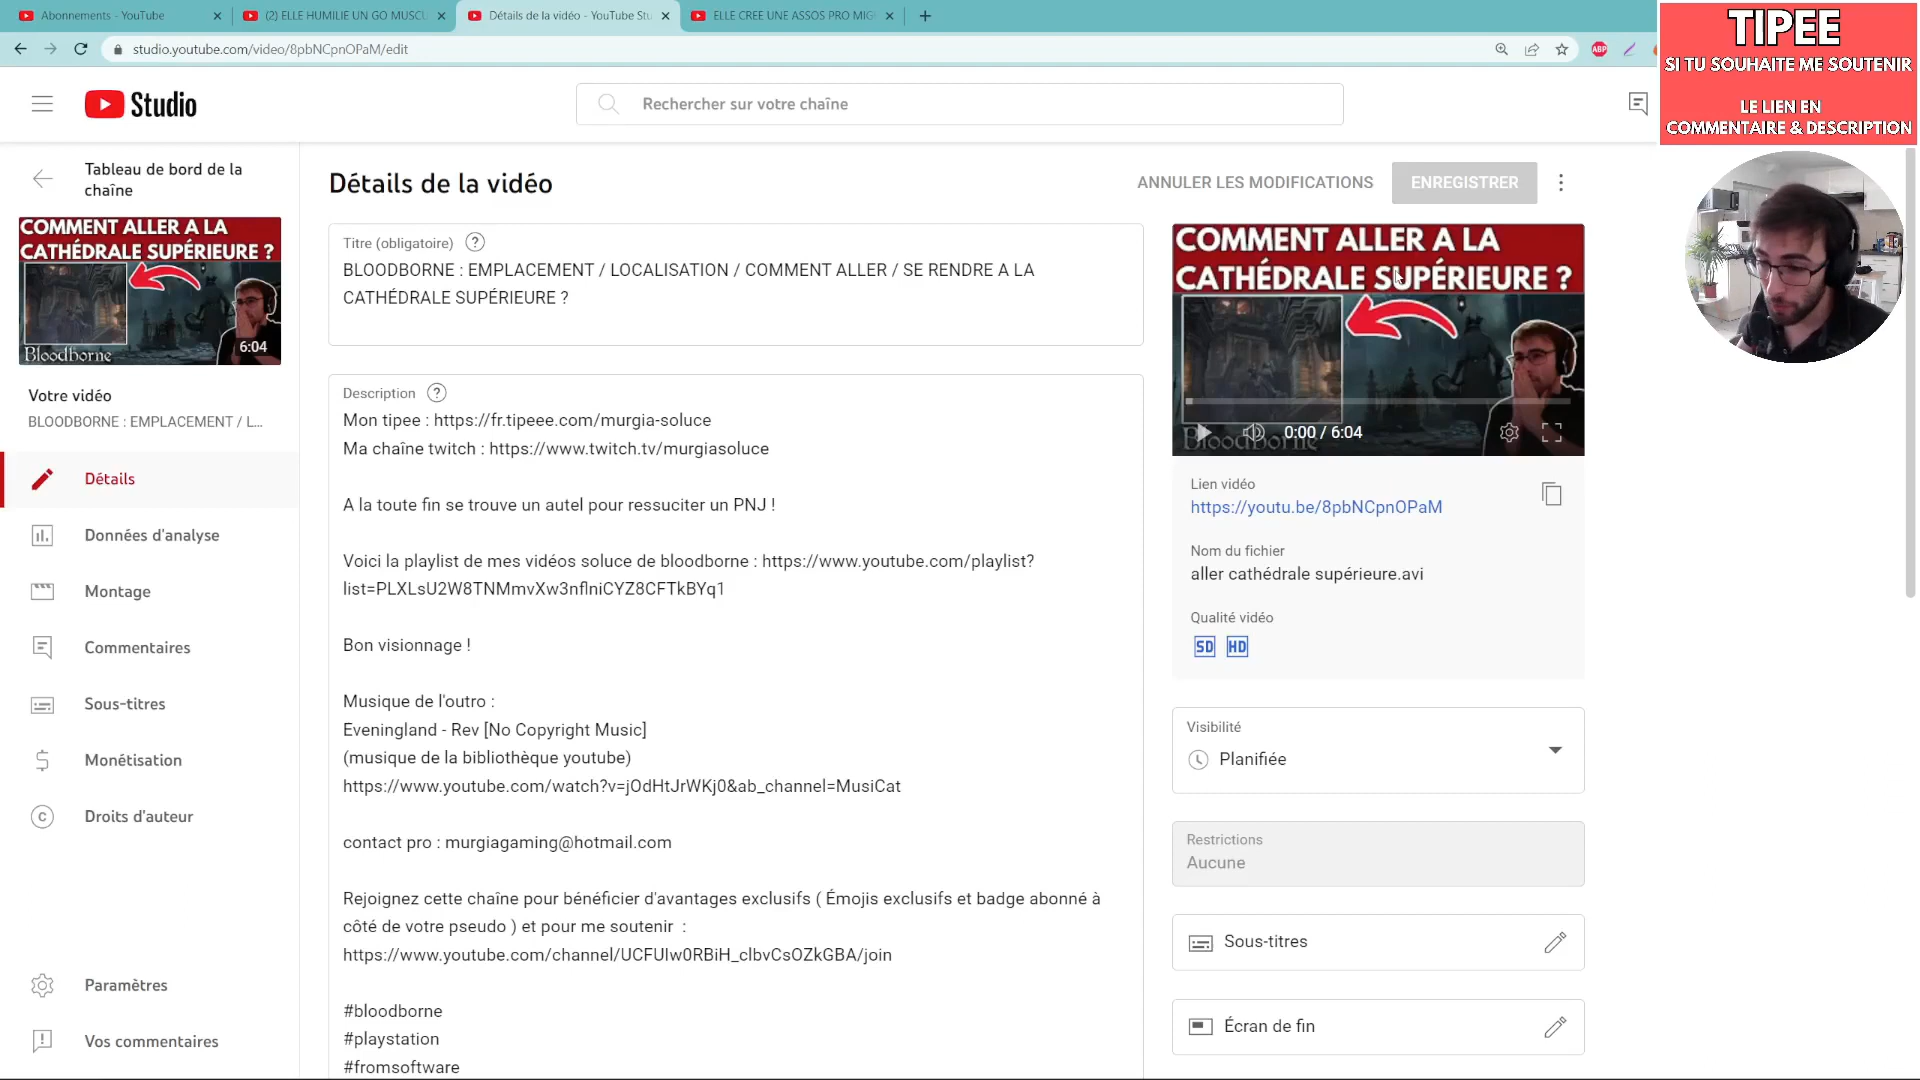 Abonnements - YouTube
(2) ELLE HUMILIE UN GO MUSCU
Détails de la vidéo - YouTube Stu
ELLE CREE UNE ASSOS PRO MIG
studio.youtube.com/video/8pbNCpnOPaM/edit
ABP
TIPEE
SI TU SOUHAITE ME SOUTENIR
LE LIEN EN
COMMENTAIRE & DESCRIPTION
Studio
Rechercher sur votre chaîne
Tableau de bord de la
chaîne
COMMENT ALLER A LA
CATHÉDRALE SUPÉRIEURE ?
Bloodborne
6:04
Votre vidéo
BLOODBORNE : EMPLACEMENT / L...
Détails
Données d'analyse
Montage
Commentaires
Sous-titres
Monétisation
Droits d'auteur
Paramètres
Vos commentaires
Détails de la vidéo
ANNULER LES MODIFICATIONS
ENREGISTRER
Titre (obligatoire)
BLOODBORNE : EMPLACEMENT / LOCALISATION / COMMENT ALLER / SE RENDRE A LA
CATHÉDRALE SUPÉRIEURE ?
Description
Mon tipee : https://fr.tipeee.com/murgia-soluce
Ma chaîne twitch : https://www.twitch.tv/murgiasoluce
A la toute fin se trouve un autel pour ressuciter un PNJ !
Voici la playlist de mes vidéos soluce de bloodborne : https://www.youtube.com/playlist?
list=PLXLsU2W8TNMmvXw3nflniCYZ8CFTkBYq1
Bon visionnage !
Musique de l'outro :
Eveningland - Rev [No Copyright Music]
(musique de la bibliothèque youtube)
https://www.youtube.com/watch?v=jOdHtJrWKj0&ab_channel=MusiCat
contact pro : murgiagaming@hotmail.com
Rejoignez cette chaîne pour bénéficier d'avantages exclusifs ( Émojis exclusifs et badge abonné à
côté de votre pseudo ) et pour me soutenir  :
https://www.youtube.com/channel/UCFUIw0RBiH_clbvCsOZkGBA/join
#bloodborne
#playstation
#fromsoftware
COMMENT ALLER A LA
CATHÉDRALE SUPÉRIEURE ?
Bloodborne
0:00 / 6:04
Lien vidéo
https://youtu.be/8pbNCpnOPaM
Nom du fichier
aller cathédrale supérieure.avi
Qualité vidéo
SD HD
Visibilité
Planifiée
Restrictions
Aucune
Sous-titres
Écran de fin